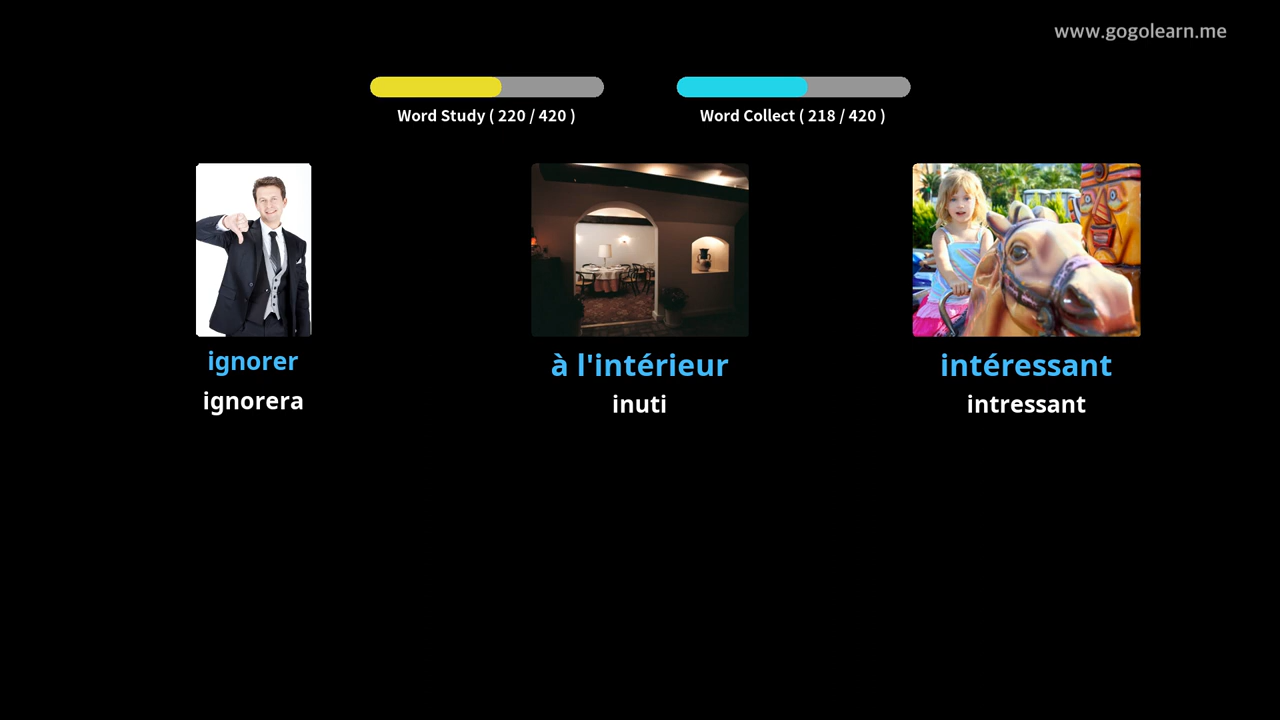 www.gogolearn.me
Word Study ( 220 / 420 )
Word Collect ( 218 / 420 )
ignorer
ignorera
à l'intérieur
inuti
intéressant
intressant